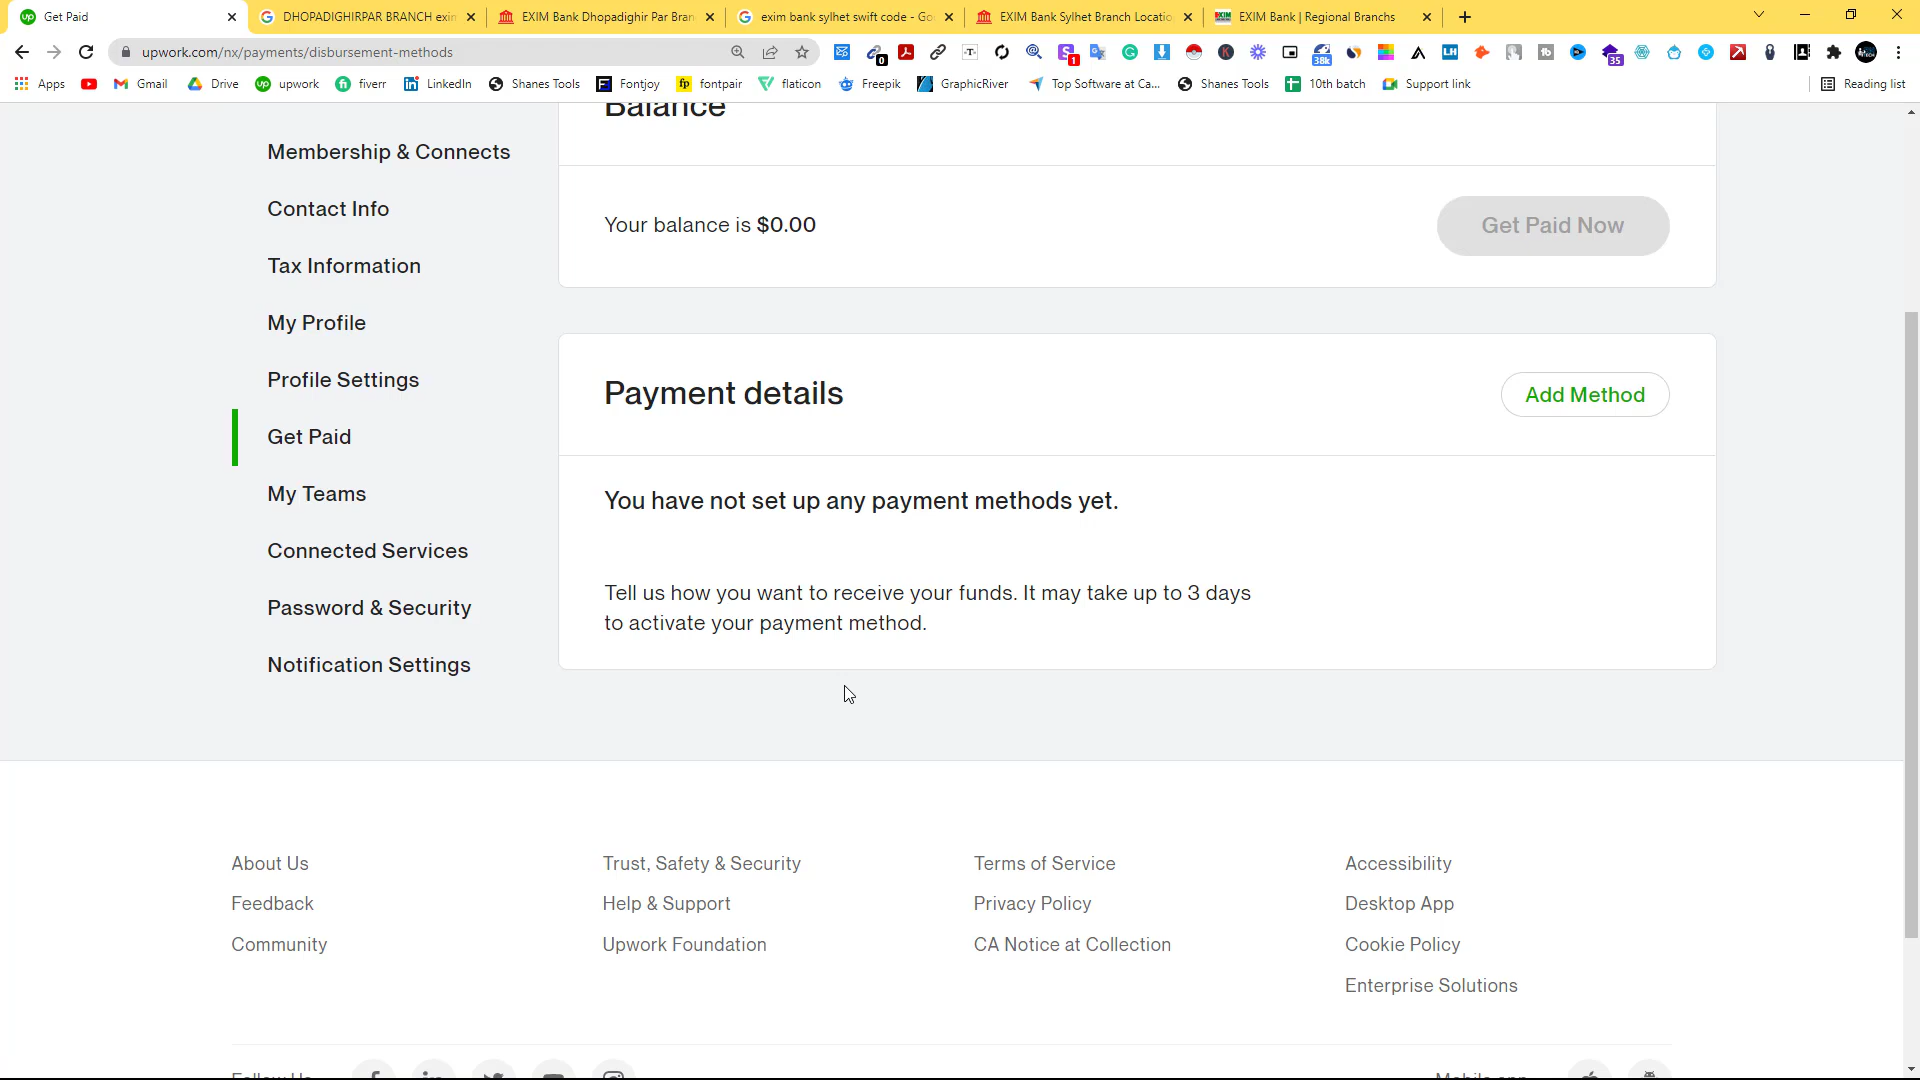 Get Paid
DHOPADIGHIRPAR BRANCH exim
EXIM Bank Dhopadighir Par Bran
exim bank sylhet swift code - Go
EXIM Bank Sylhet Branch Locatio
EXIM Bank | Regional Branchs
upwork.com/nx/payments/disbursement-methods
Apps
Gmail
Drive
upwork
fiverr
LinkedIn
Shanes Tools
Fontjoy
fontpair
flaticon
Freepik
GraphicRiver
Top Software at Ca...
Shanes Tools
10th batch
Support link
Reading list
Membership & Connects
Contact Info
Tax Information
My Profile
Profile Settings
Get Paid
My Teams
Connected Services
Password & Security
Notification Settings
Balance
Your balance is $0.00
Get Paid Now
Payment details
Add Method
You have not set up any payment methods yet.
Tell us how you want to receive your funds. It may take up to 3 days
to activate your payment method.
About Us
Feedback
Community
Trust, Safety & Security
Help & Support
Upwork Foundation
Terms of Service
Privacy Policy
CA Notice at Collection
Accessibility
Desktop App
Cookie Policy
Enterprise Solutions
Follow Us
Mobile app